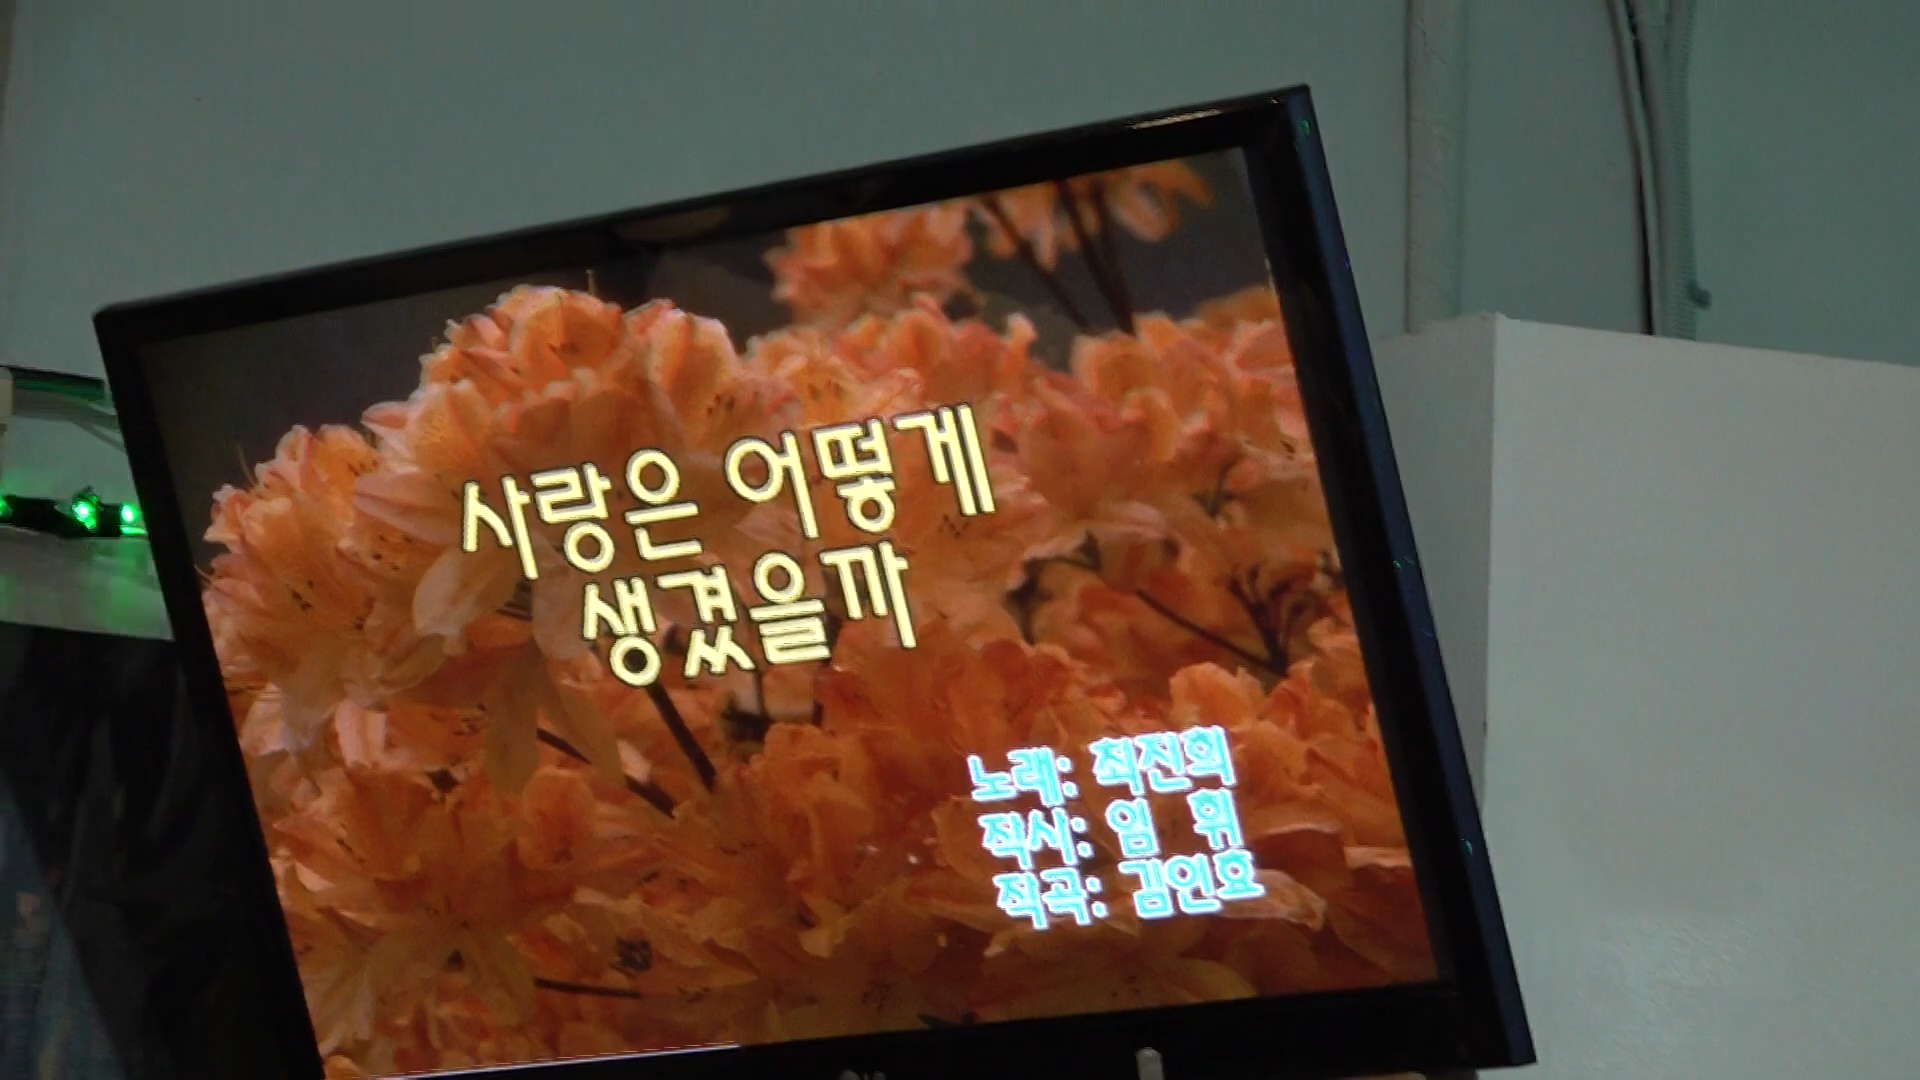 사랑은 어떻게
생겼을까
노래: 최진희
작사: 임 휘
작곡: 김인효